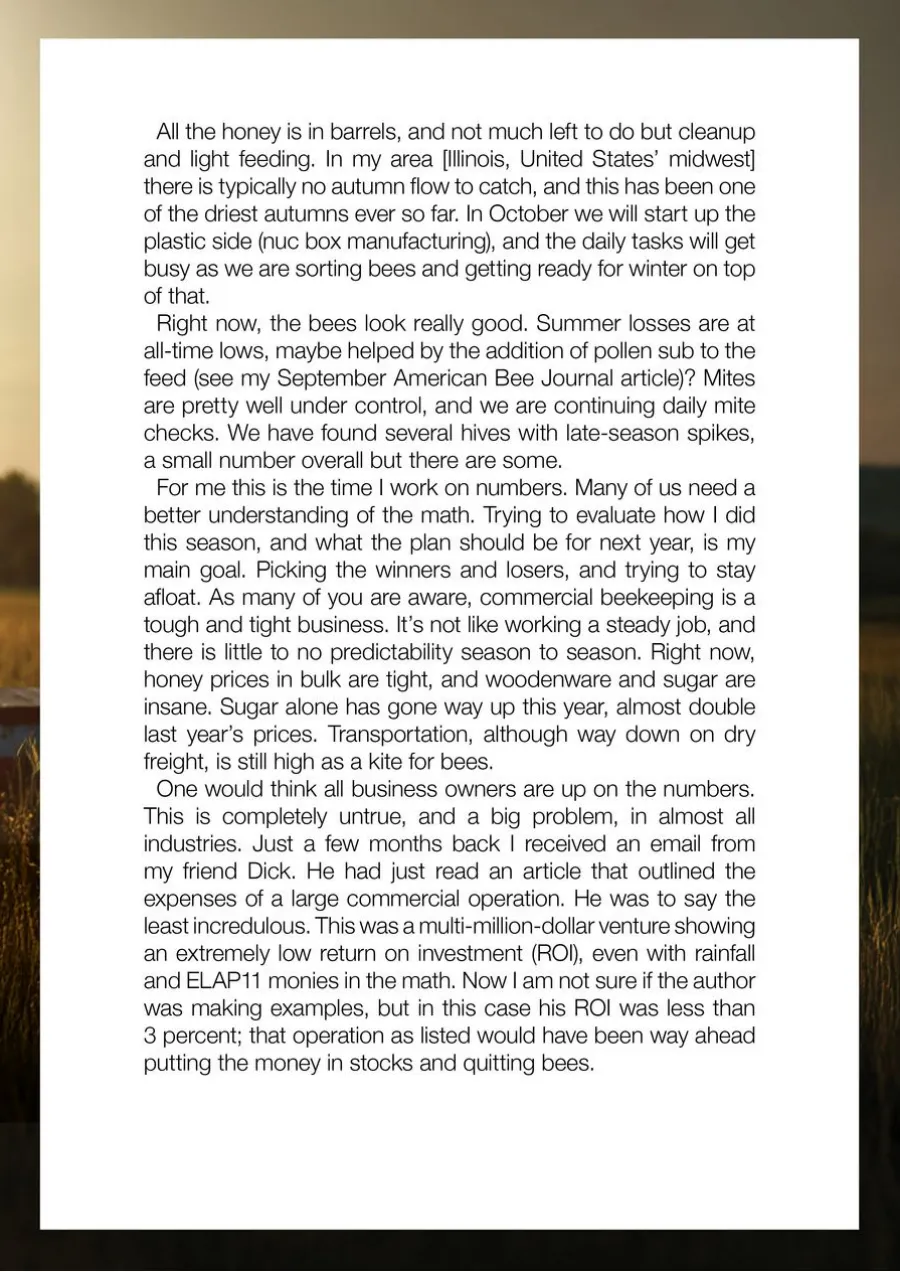 All the honey is in barrels, and not much left to do but cleanup
and light feeding. In my area [Illinois, United States’ midwest]
there is typically no autumn flow to catch, and this has been one
of the driest autumns ever so far. In October we will start up the
plastic side (nuc box manufacturing), and the daily tasks will get
busy as we are sorting bees and getting ready for winter on top
of that.
Right now, the bees look really good. Summer losses are at
all-time lows, maybe helped by the addition of pollen sub to the
feed (see my September American Bee Journal article)? Mites
are pretty well under control, and we are continuing daily mite
checks. We have found several hives with late-season spikes,
a small number overall but there are some.
For me this is the time I work on numbers. Many of us need a
better understanding of the math. Trying to evaluate how I did
this season, and what the plan should be for next year, is my
main goal. Picking the winners and losers, and trying to stay
afloat. As many of you are aware, commercial beekeeping is a
tough and tight business. It’s not like working a steady job, and
there is little to no predictability season to season. Right now,
honey prices in bulk are tight, and woodenware and sugar are
insane. Sugar alone has gone way up this year, almost double
last year’s prices. Transportation, although way down on dry
freight, is still high as a kite for bees.
One would think all business owners are up on the numbers.
This is completely untrue, and a big problem, in almost all
industries. Just a few months back I received an email from
my friend Dick. He had just read an article that outlined the
expenses of a large commercial operation. He was to say the
least incredulous. This was a multi-million-dollar venture showing
an extremely low return on investment (ROI), even with rainfall
and ELAP11 monies in the math. Now I am not sure if the author
was making examples, but in this case his ROI was less than
3 percent; that operation as listed would have been way ahead
putting the money in stocks and quitting bees.